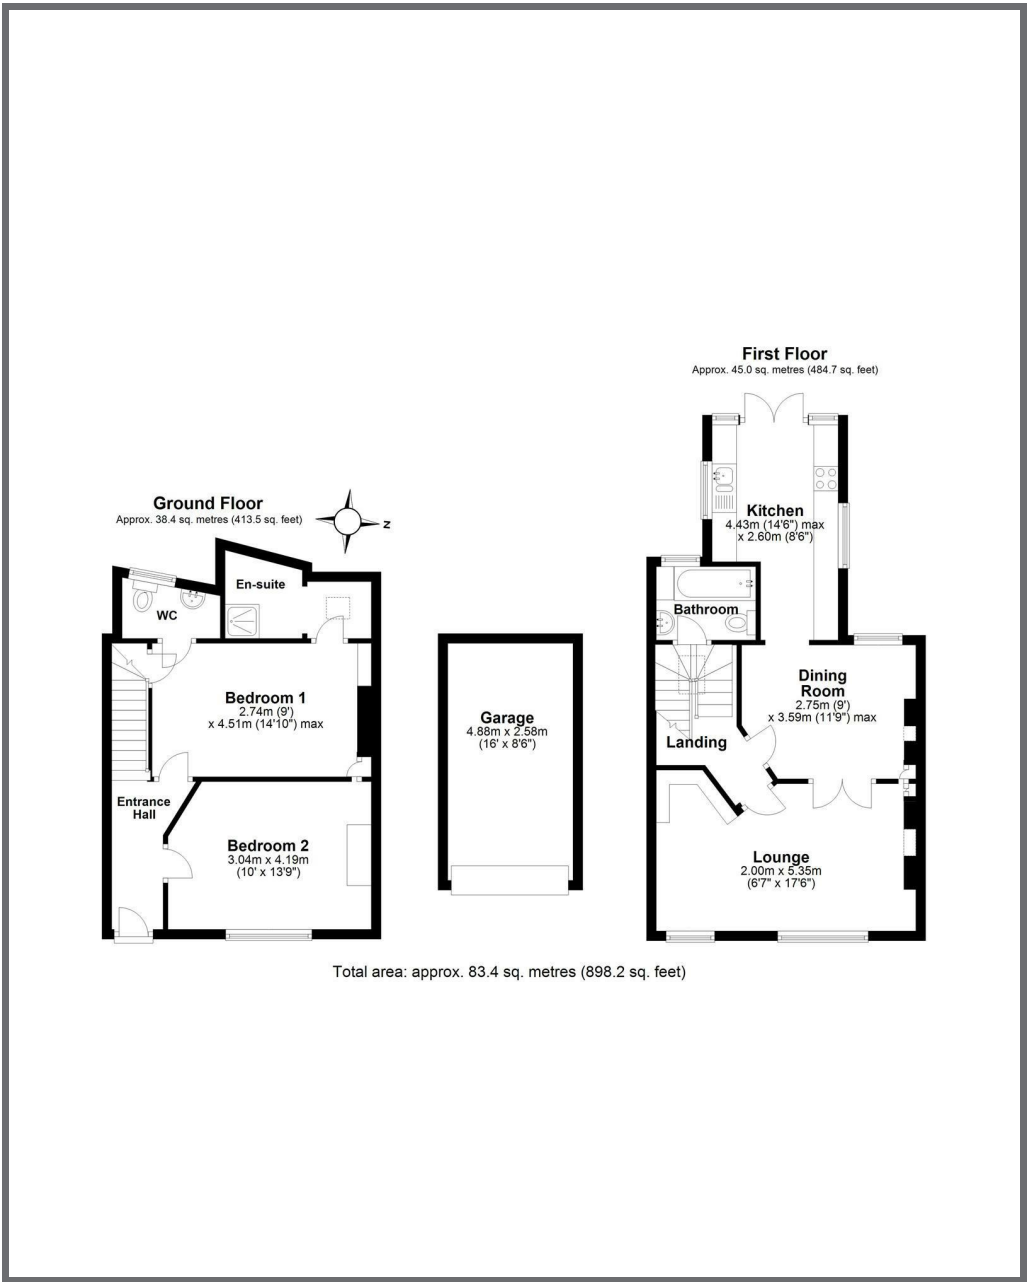 First Floor
Approx. 45.0 sq. metres (484.7 sq. feet)
Kitchen
4.43m (14'6") max
x 2.60m (8'6")
Bathroom
Dining
Room
2.75m (9')
x 3.59m (11'9") max
Landing
Lounge
2.00m x 5.35m
(6'7" x 17'6")
Ground Floor
Approx. 38.4 sq. metres (413.5 sq. feet)
Z
En-suite
WC
Bedroom 1
2.74m (9')
x 4.51m (14'10") max
Entrance
Hall
Bedroom 2
3.04m x 4.19m
(10' x 13'9")
Garage
4.88m x 2.58m
(16' x 8'6")
Total area: approx. 83.4 sq. metres (898.2 sq. feet)